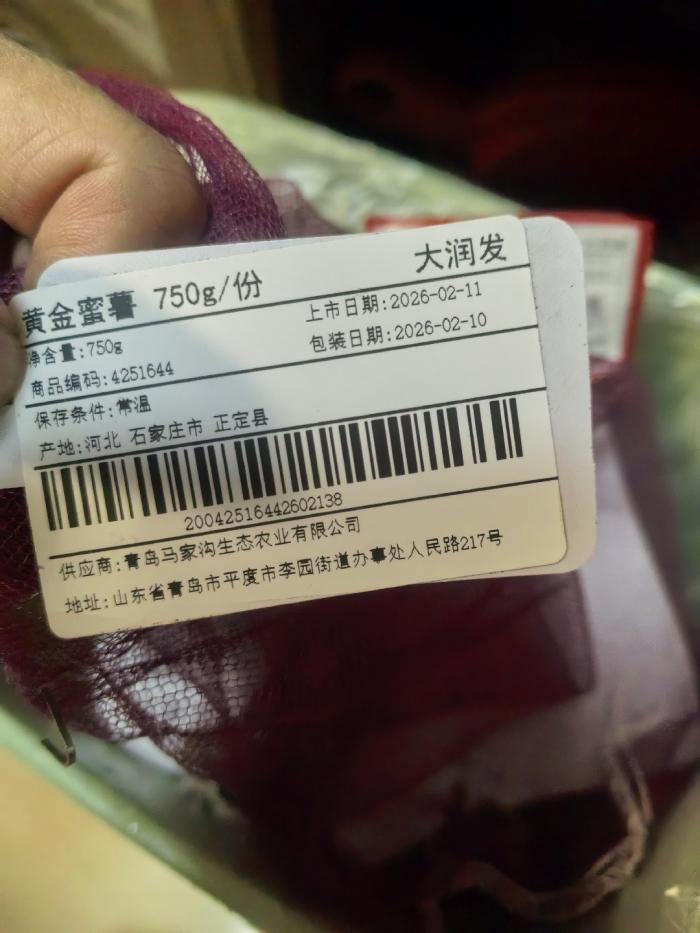 大润发
黄金蜜薯 750g/份
净含量:750g
上市日期:2026-02-11
商品编码:4251644
包装日期:2026-02-10
保存条件:常温
产地:河北 石家庄市 正定县
20042516442602138
供应商:青岛马家沟生态农业有限公司
地址:山东省青岛市平度市李园街道办事处人民路217号